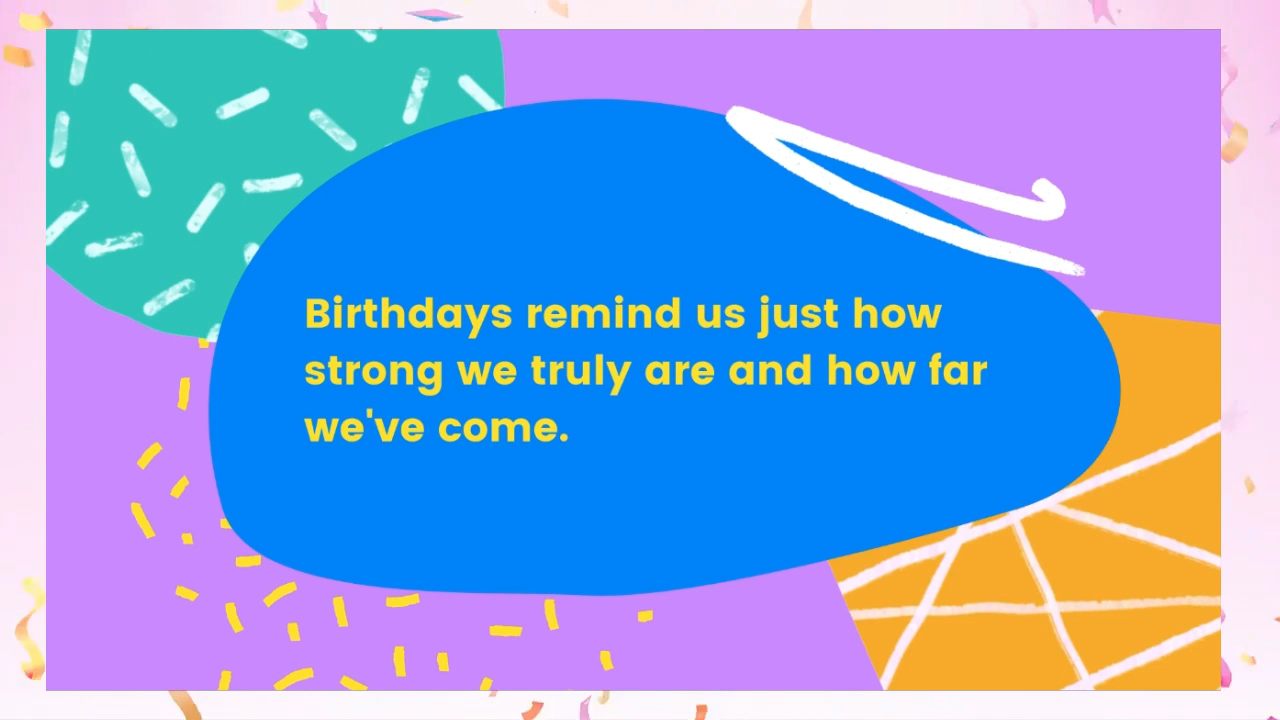 Birthdays remind us just how
strong we truly are and how far
we've come.